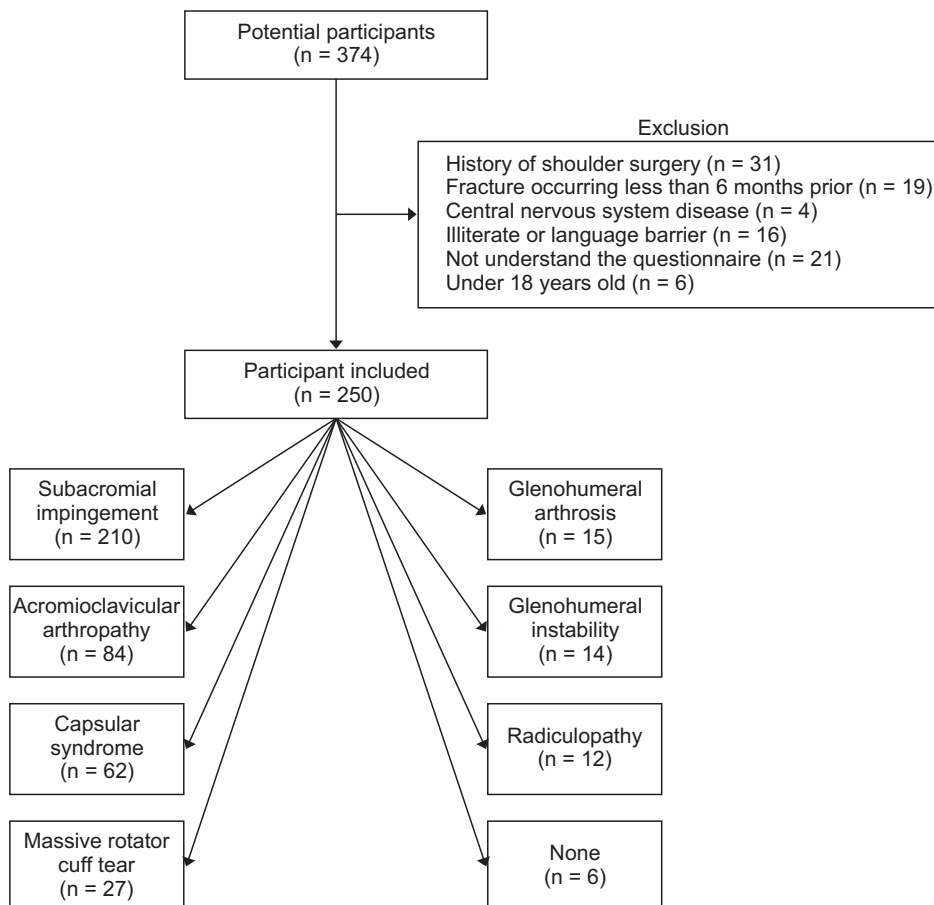 Potential participants
(n = 374)
Exclusion
History of shoulder surgery (n = 31)
Fracture occurring less than 6 months prior (n = 19)
Central nervous system disease (n = 4)
Illiterate or language barrier (n = 16)
Not understand the questionnaire (n = 21)
Under 18 years old (n = 6)
Participant included
(n = 250)
Subacromial
impingement
(n = 210)
Glenohumeral
arthrosis
(n = 15)
Acromioclavicular
arthropathy
(n = 84)
Glenohumeral
instability
(n = 14)
Capsular
syndrome
(n = 62)
Radiculopathy
(n = 12)
Massive rotator
cuff tear
(n = 27)
None
(n = 6)